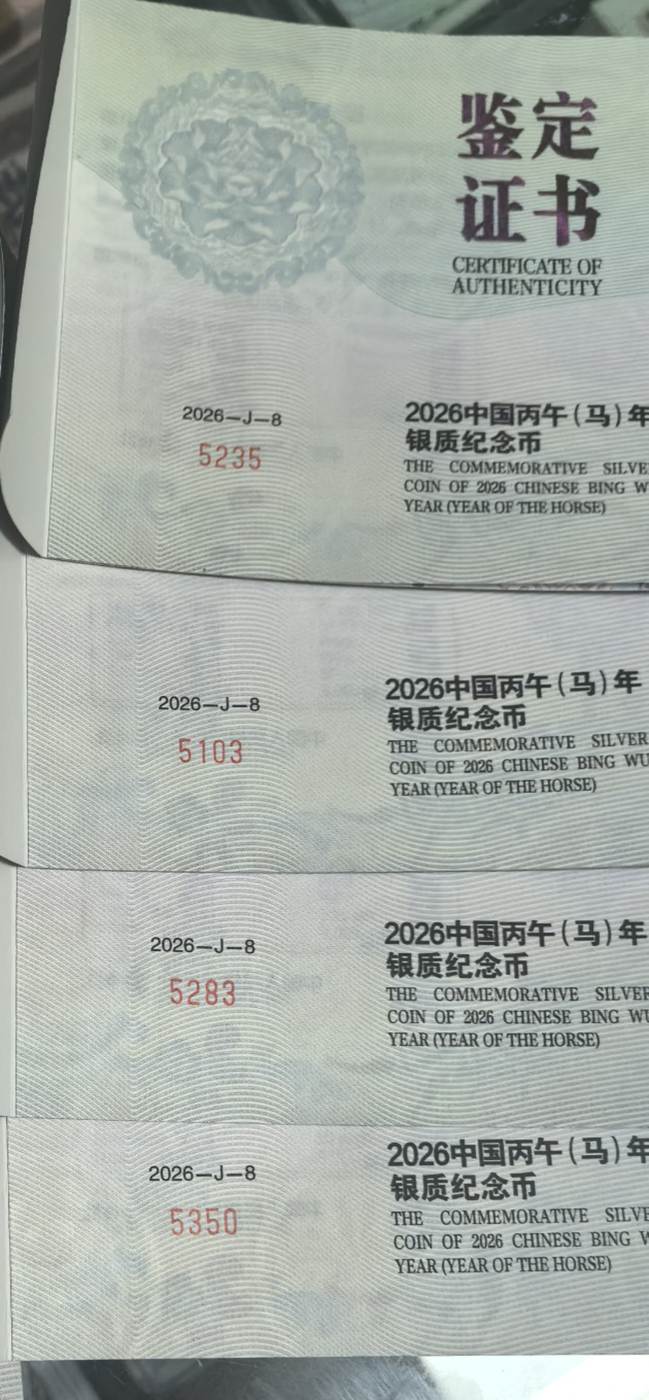 鉴定
证书
CERTIFICATE OF
AUTHENTICITY
2026-J-8
5235
2026中国丙午(马)年
银质纪念币
THE COMMEMORATIVE SILVE
COIN OF 2026 CHINESE BING W
YEAR (YEAR OF THE HORSE)
2026-J-8
5103
2026中国丙午(马)年
银质纪念币
THE COMMEMORATIVE SILVER
COIN OF 2026 CHINESE BING WU
YEAR (YEAR OF THE HORSE)
2026-J-8
5283
2026中国丙午(马)年
银质纪念币
THE COMMEMORATIVE SILVER
COIN OF 2026 CHINESE BING WU
YEAR (YEAR OF THE HORSE)
2026-J-8
5350
2026中国丙午(马)年
银质纪念币
THE COMMEMORATIVE SILVE
COIN OF 2026 CHINESE BING W
YEAR (YEAR OF THE HORSE)